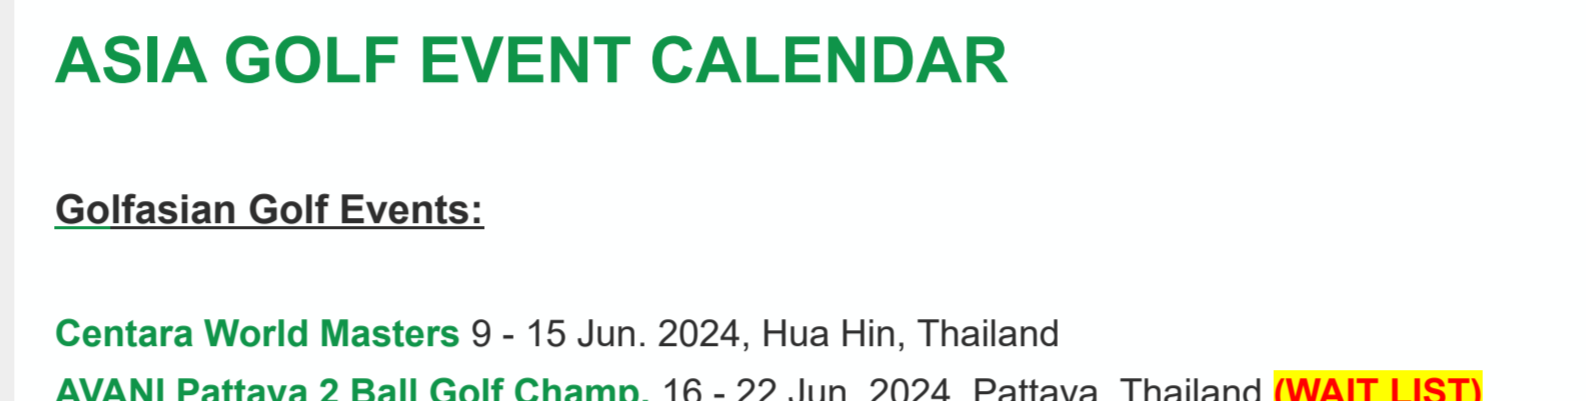 ASIA GOLF EVENT CALENDAR
Golfasian Golf Events:
Centara World Masters 9 - 15 Jun. 2024, Hua Hin, Thailand
AVANI Pattaya 2 Ball Golf Champ. 16 - 22 Jun. 2024, Pattaya, Thailand (WAIT LIST)